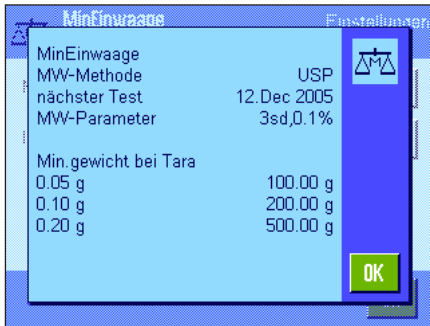 MinEinwaage
Einstellungen
MinEinwaage
MW-Methode USP
nächster Test 12.Dec 2005
MW-Parameter 3sd,0.1%
Min.gewicht bei Tara
0.05 g 100.00 g
0.10 g 200.00 g
0.20 g 500.00 g
OK